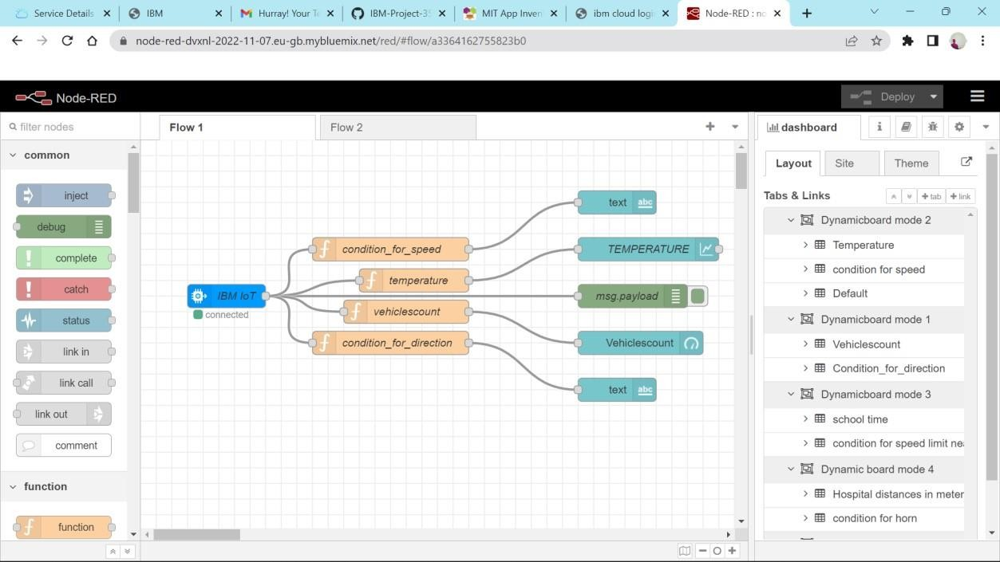 Service Details
IBM
Hurray! Your T
IBM-Project-3
MIT App Inven
ibm cloud logi
Node-RED : no
node-red-dvxnl-2022-11-07.eu-gb.mybluemix.net/red/#flow/a3364162755823b0
Node-RED
Deploy
filter nodes
Flow 1
Flow 2
dashboard
common
inject
debug
complete
catch
status
link in
link call
link out
comment
function
function
IBM IoT
connected
condition_for_speed
temperature
vehiclescount
condition_for_direction
text
abc
TEMPERATURE
msg.payload
Vehiclescount
text
abc
Layout
Site
Theme
Tabs & Links
+ tab
+ link
Dynamicboard mode 2
Temperature
condition for speed
Default
Dynamicboard mode 1
Vehiclescount
Condition_for_direction
Dynamicboard mode 3
school time
condition for speed limit nea
Dynamic board mode 4
Hospital distances in meter
condition for horn